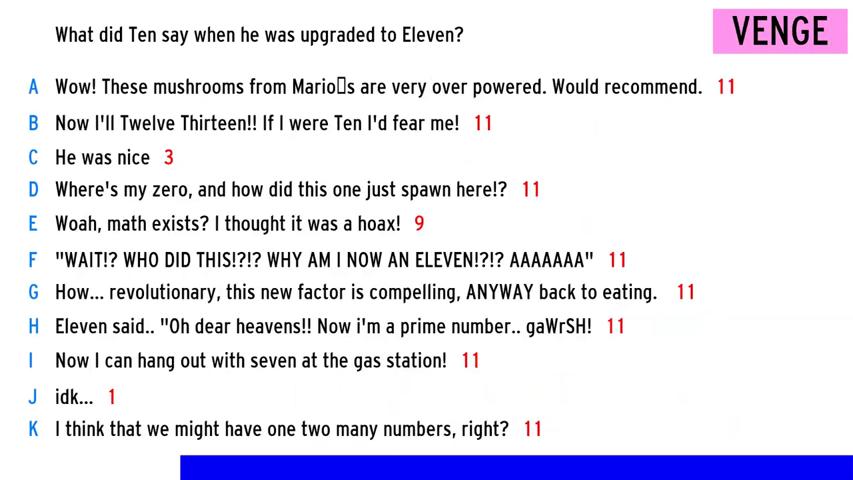 What did Ten say when he was upgraded to Eleven?
VENGE
A Wow! These mushrooms from Mario▯s are very over powered. Would recommend. 11
B Now I'll Twelve Thirteen!! If I were Ten I'd fear me! 11
C He was nice 3
D Where's my zero, and how did this one just spawn here!? 11
E Woah, math exists? I thought it was a hoax! 9
F "WAIT!? WHO DID THIS!?!? WHY AM I NOW AN ELEVEN!?!? AAAAAAA" 11
G How... revolutionary, this new factor is compelling, ANYWAY back to eating. 11
H Eleven said.. "Oh dear heavens!! Now i'm a prime number.. gaWrSH! 11
I Now I can hang out with seven at the gas station! 11
J idk... 1
K I think that we might have one two many numbers, right? 11